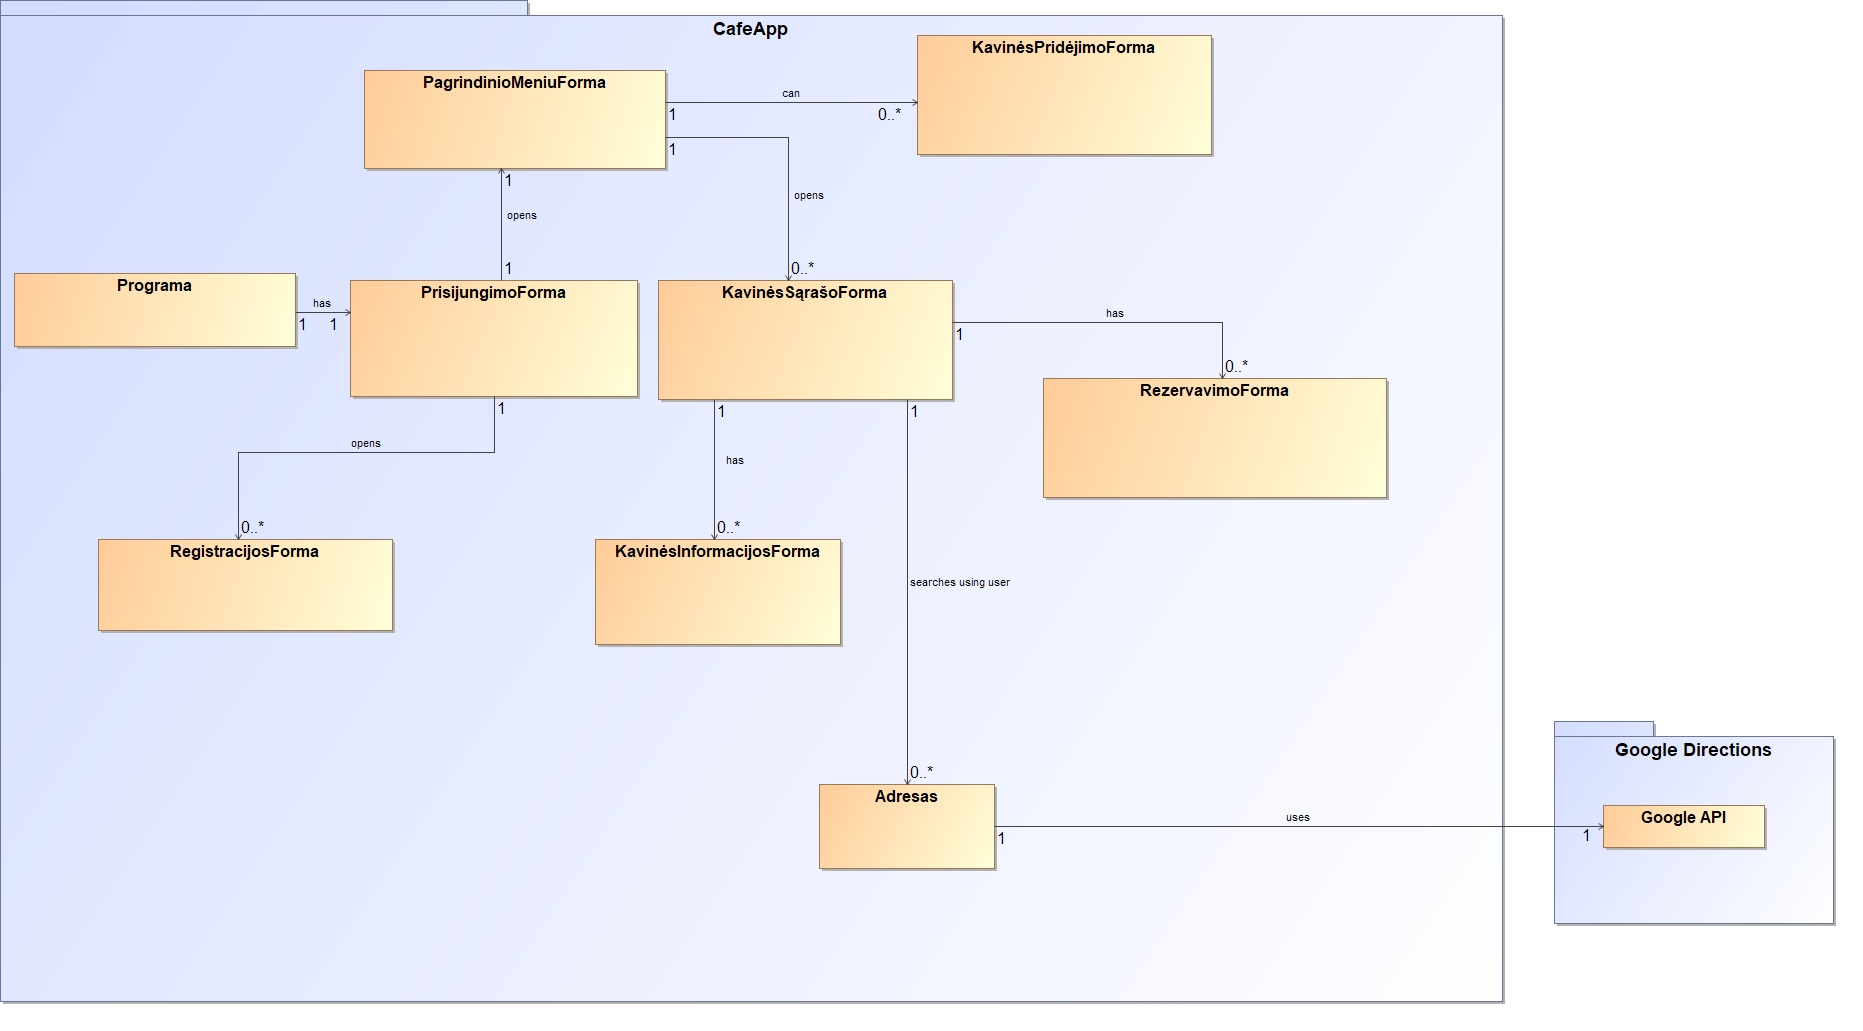 CafeApp
KavinėsPridėjimoForma
PagrindinioMeniuForma
can
1
0..*
1
1
opens
opens
1
0..*
Programa
has
1
1
PrisijungimoForma
KavinėsSąrašoForma
has
1
0..*
RezervavimoForma
1
1
1
opens
has
0..*
0..*
RegistracijosForma
KavinėsInformacijosForma
searches using user
0..*
Adresas
uses
1
1
Google Directions
Google API